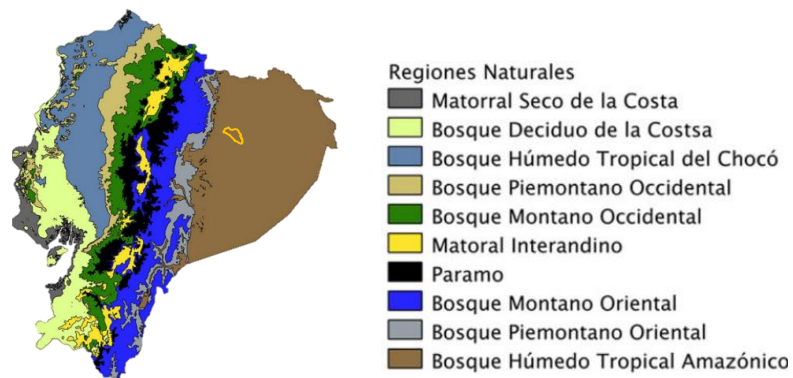 Regiones Naturales
Matorral Seco de la Costa
Bosque Deciduo de la Costsa
Bosque Húmedo Tropical del Chocó
Bosque Piemontano Occidental
Bosque Montano Occidental
Matoral Interandino
Paramo
Bosque Montano Oriental
Bosque Piemontano Oriental
Bosque Húmedo Tropical Amazónico